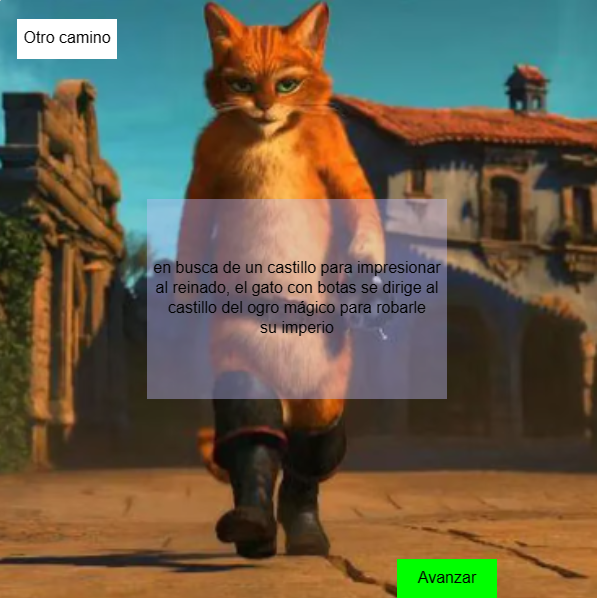 Otro camino
en busca de un castillo para impresionar
al reinado, el gato con botas se dirige al
castillo del ogro mágico para robarle
su imperio
Avanzar